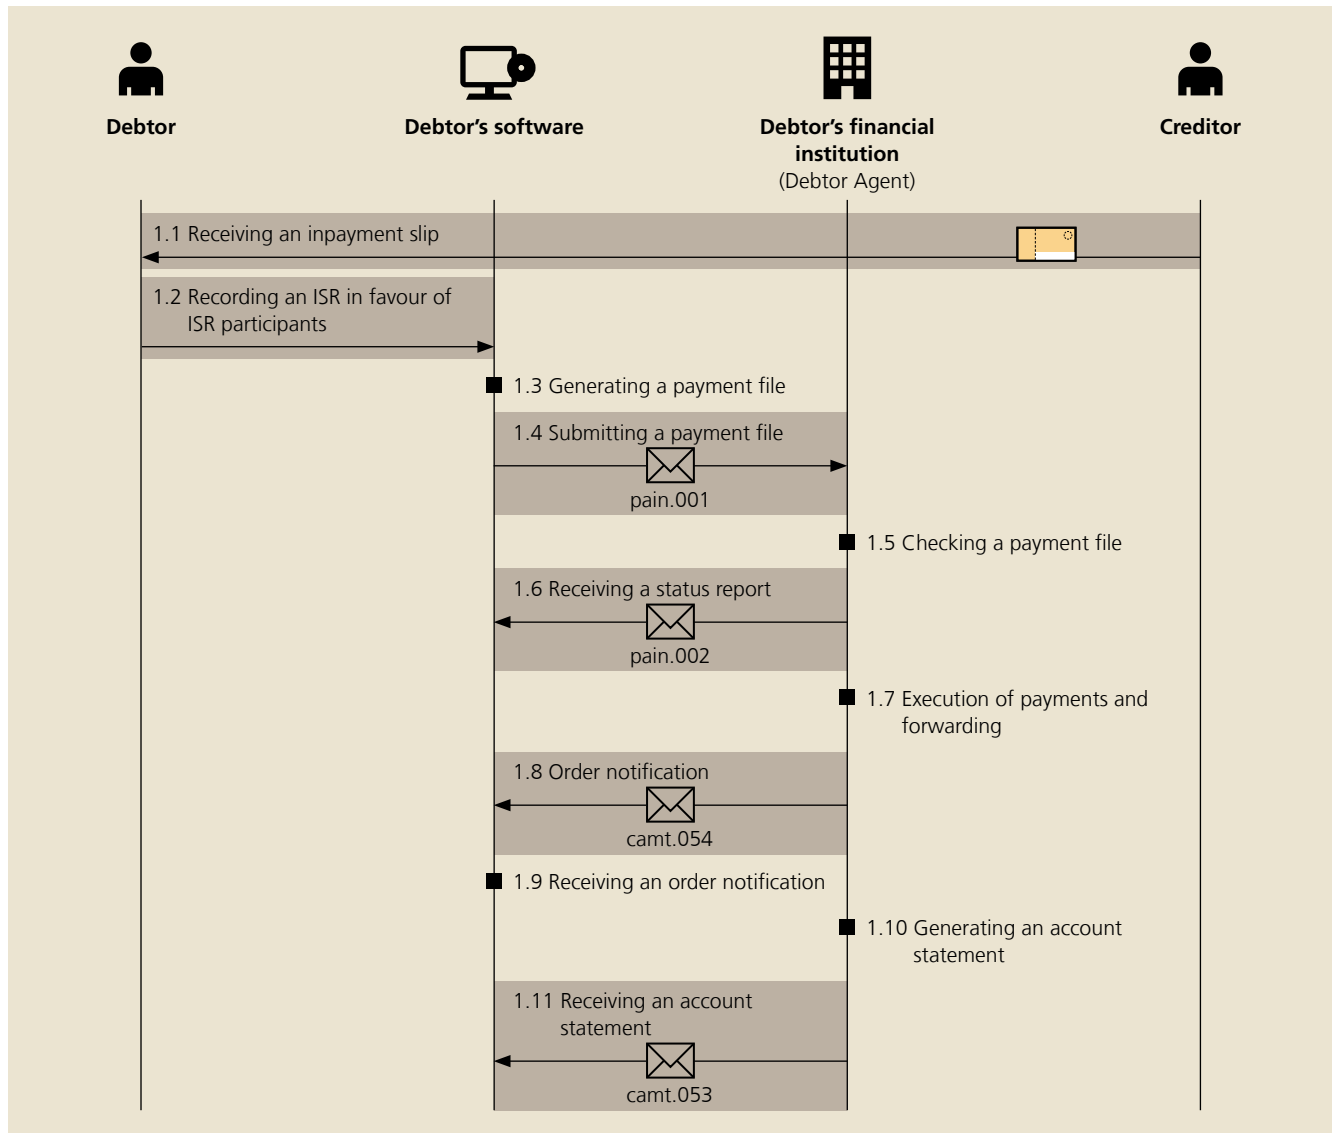 Debtor
Debtor’s software
Debtor’s financial
institution
(Debtor Agent)
Creditor
1.1 Receiving an inpayment slip
1.2 Recording an ISR in favour of
ISR participants
1.3 Generating a payment file
1.4 Submitting a payment file
pain.001
1.5 Checking a payment file
1.6 Receiving a status report
pain.002
1.7 Execution of payments and
forwarding
1.8 Order notification
camt.054
1.9 Receiving an order notification
1.10 Generating an account
statement
1.11 Receiving an account
statement
camt.053